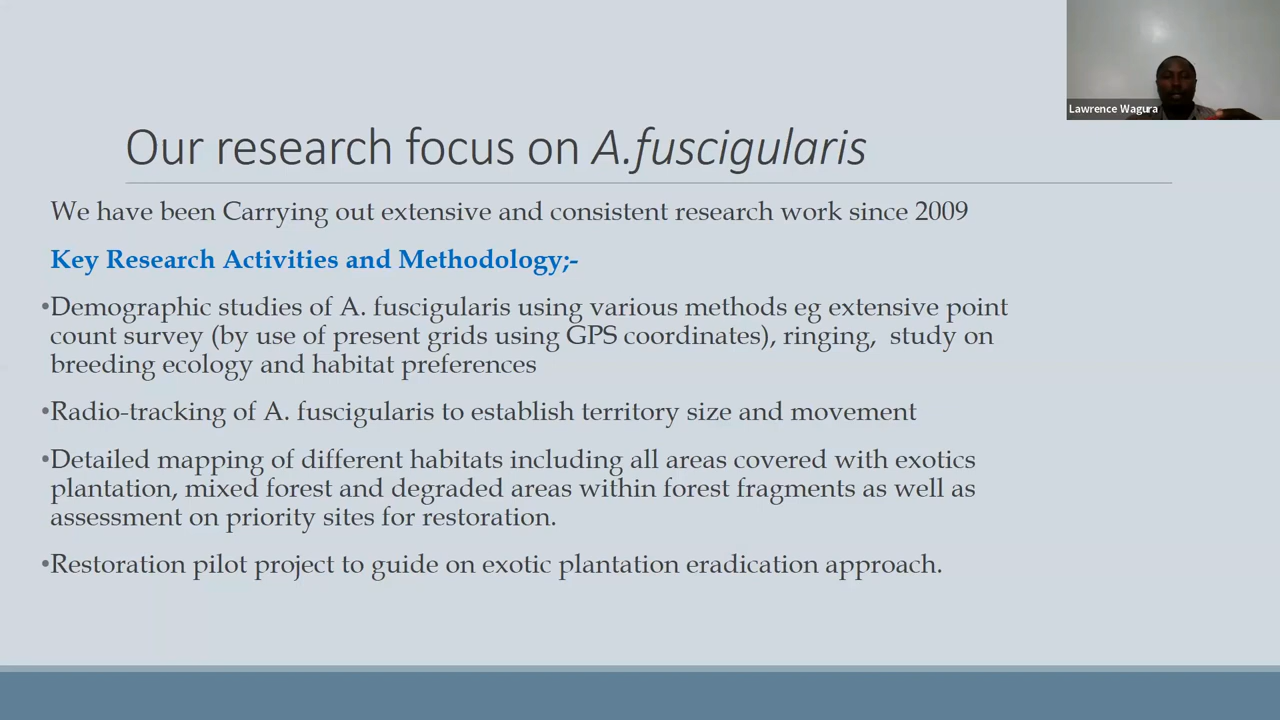 Lawrence Wagura
Our research focus on A.fuscigularis
We have been Carrying out extensive and consistent research work since 2009
Key Research Activities and Methodology;-
•Demographic studies of A. fuscigularis using various methods eg extensive point
count survey (by use of present grids using GPS coordinates), ringing,  study on
breeding ecology and habitat preferences
•Radio-tracking of A. fuscigularis to establish territory size and movement
•Detailed mapping of different habitats including all areas covered with exotics
plantation, mixed forest and degraded areas within forest fragments as well as
assessment on priority sites for restoration.
•Restoration pilot project to guide on exotic plantation eradication approach.